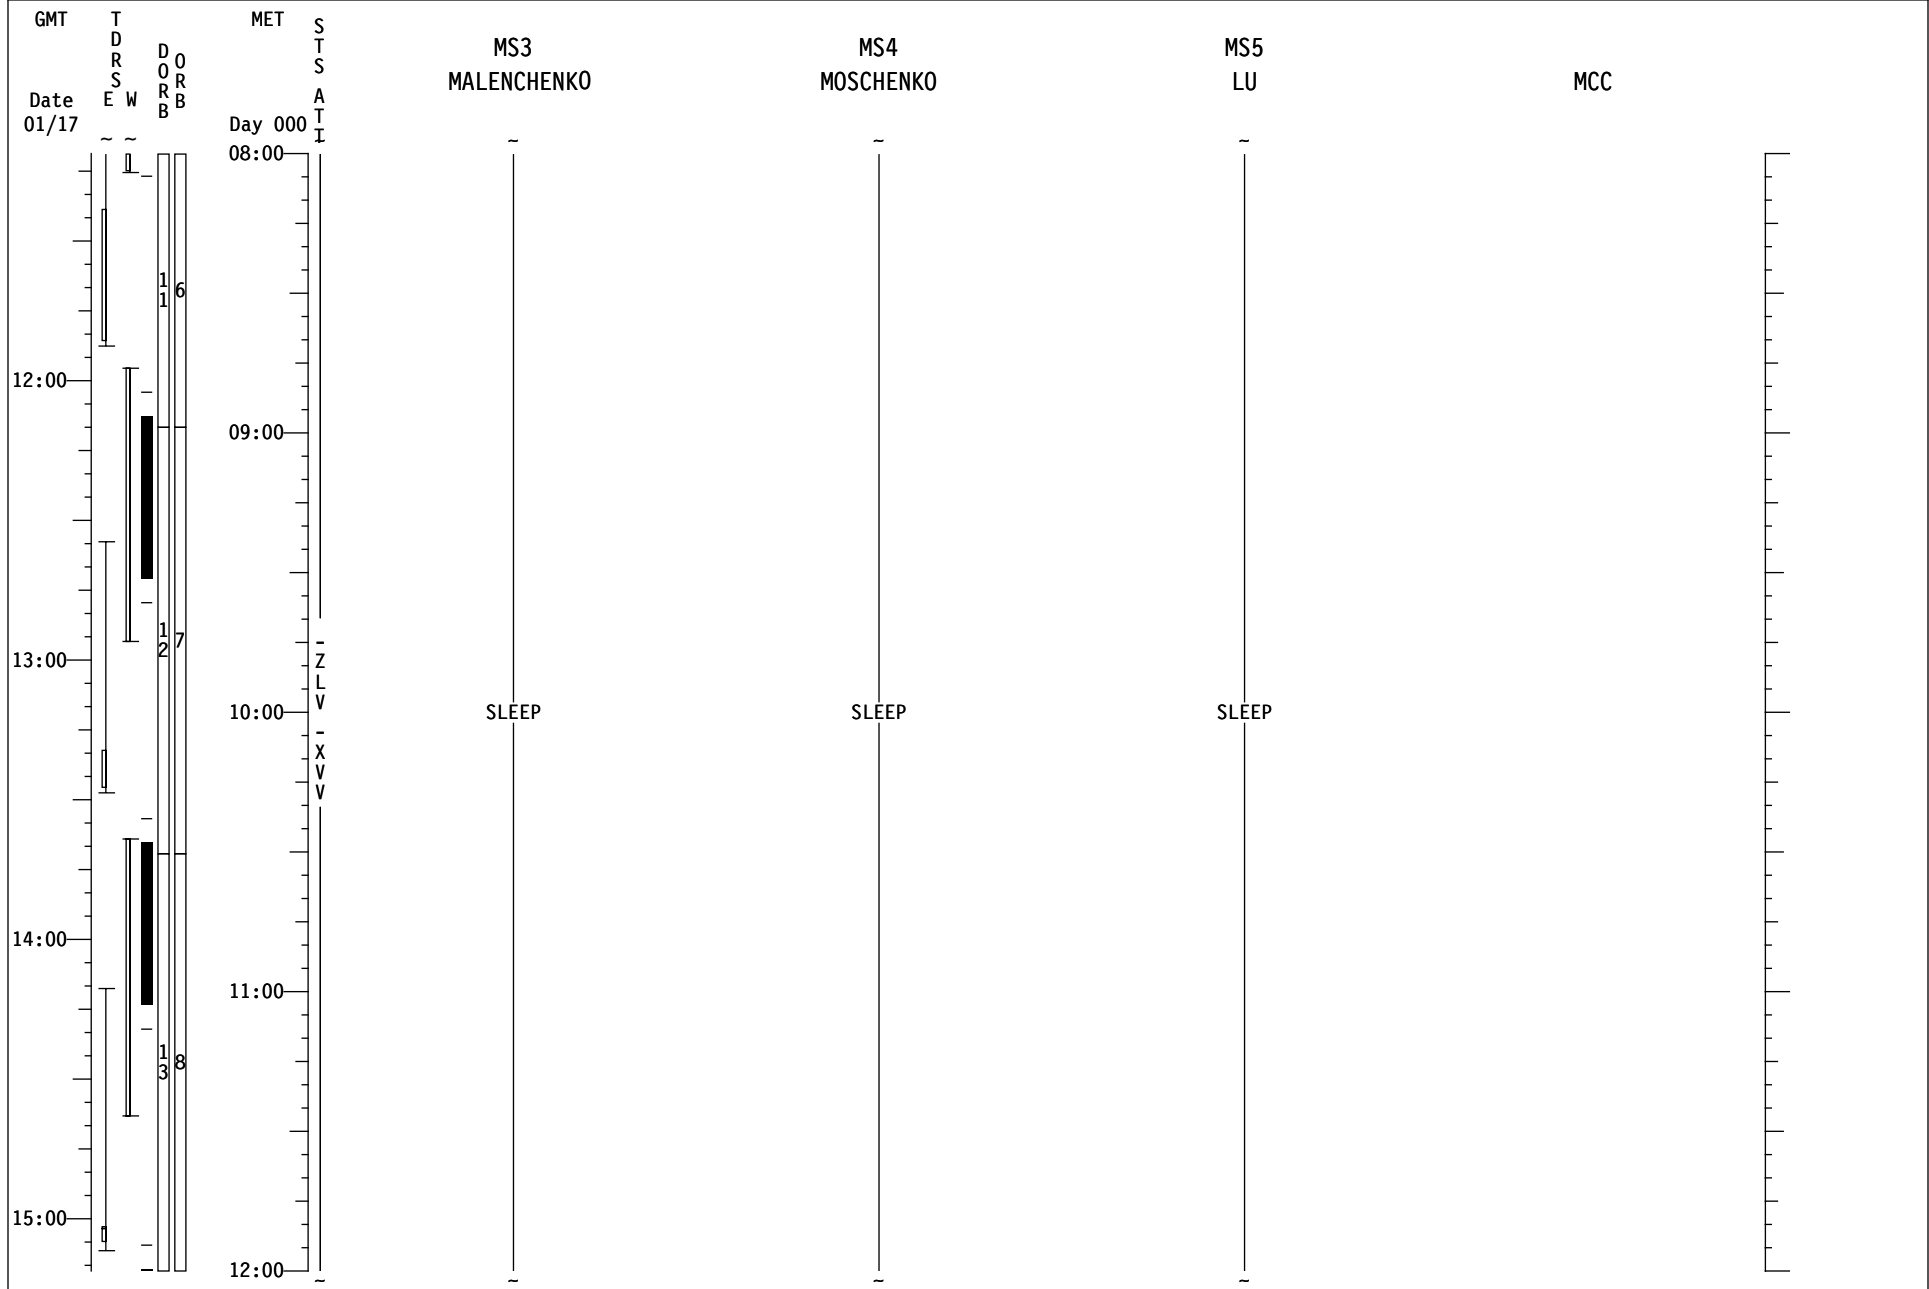 GMT
TDRS
E W
DORB
ORB
MET
STS ATT
MS3
MS4
MS5
MALENCHENKO
MOSCHENKO
LU
MCC
Date
01/17
Day 000
~ ~ ~ ~ ~ ~
08:00
11
6
12:00
09:00
12
7
13:00
-ZLV -XVV
10:00
SLEEP
SLEEP
SLEEP
14:00
11:00
13
8
15:00
12:00
~ ~ ~ ~